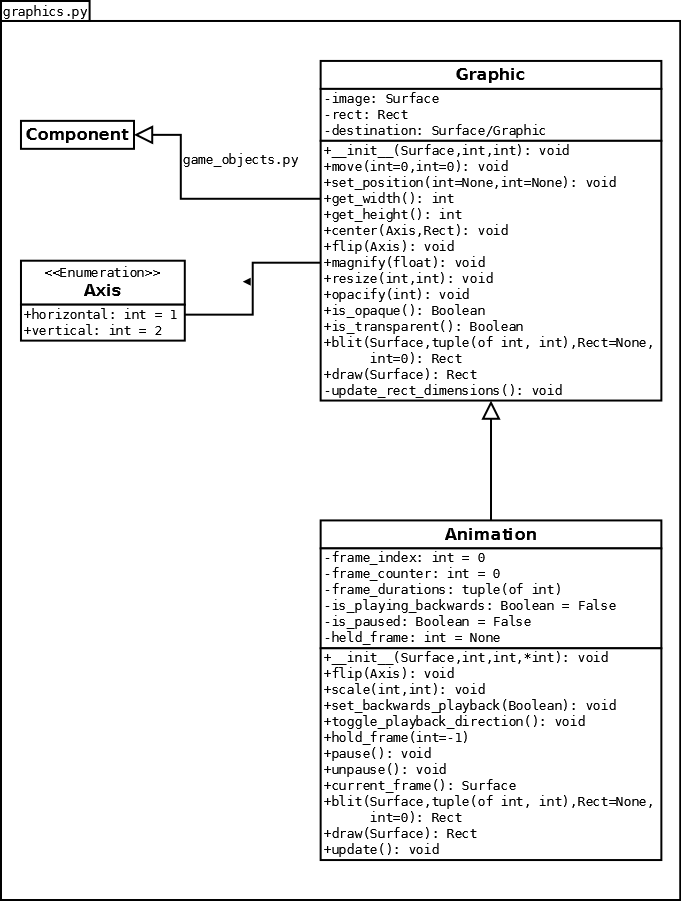 graphics.py
Graphic
-image: Surface
-rect: Rect
-destination: Surface/Graphic
+__init__(Surface,int,int): void
+move(int=0,int=0): void
+set_position(int=None,int=None): void
+get_width(): int
+get_height(): int
+center(Axis,Rect): void
+flip(Axis): void
+magnify(float): void
+resize(int,int): void
+opacify(int): void
+is_opaque(): Boolean
+is_transparent(): Boolean
+blit(Surface,tuple(of int, int),Rect=None,
int=0): Rect
+draw(Surface): Rect
-update_rect_dimensions(): void
Component
game_objects.py
<<Enumeration>>
Axis
+horizontal: int = 1
+vertical: int = 2
Animation
-frame_index: int = 0
-frame_counter: int = 0
-frame_durations: tuple(of int)
-is_playing_backwards: Boolean = False
-is_paused: Boolean = False
-held_frame: int = None
+__init__(Surface,int,int,*int): void
+flip(Axis): void
+scale(int,int): void
+set_backwards_playback(Boolean): void
+toggle_playback_direction(): void
+hold_frame(int=-1)
+pause(): void
+unpause(): void
+current_frame(): Surface
+blit(Surface,tuple(of int, int),Rect=None,
int=0): Rect
+draw(Surface): Rect
+update(): void